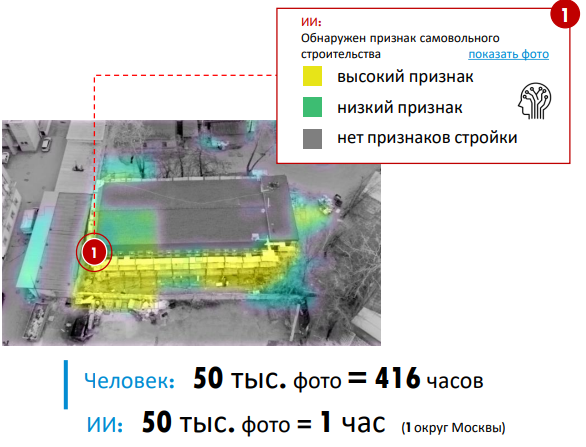 1
ИИ:
Обнаружен признак самовольного
строительства показать фото
высокий признак
низкий признак
нет признаков стройки
1
Человек: 50 тыс. фото = 416 часов
ИИ: 50 тыс. фото = 1 час (1 округ Москвы)